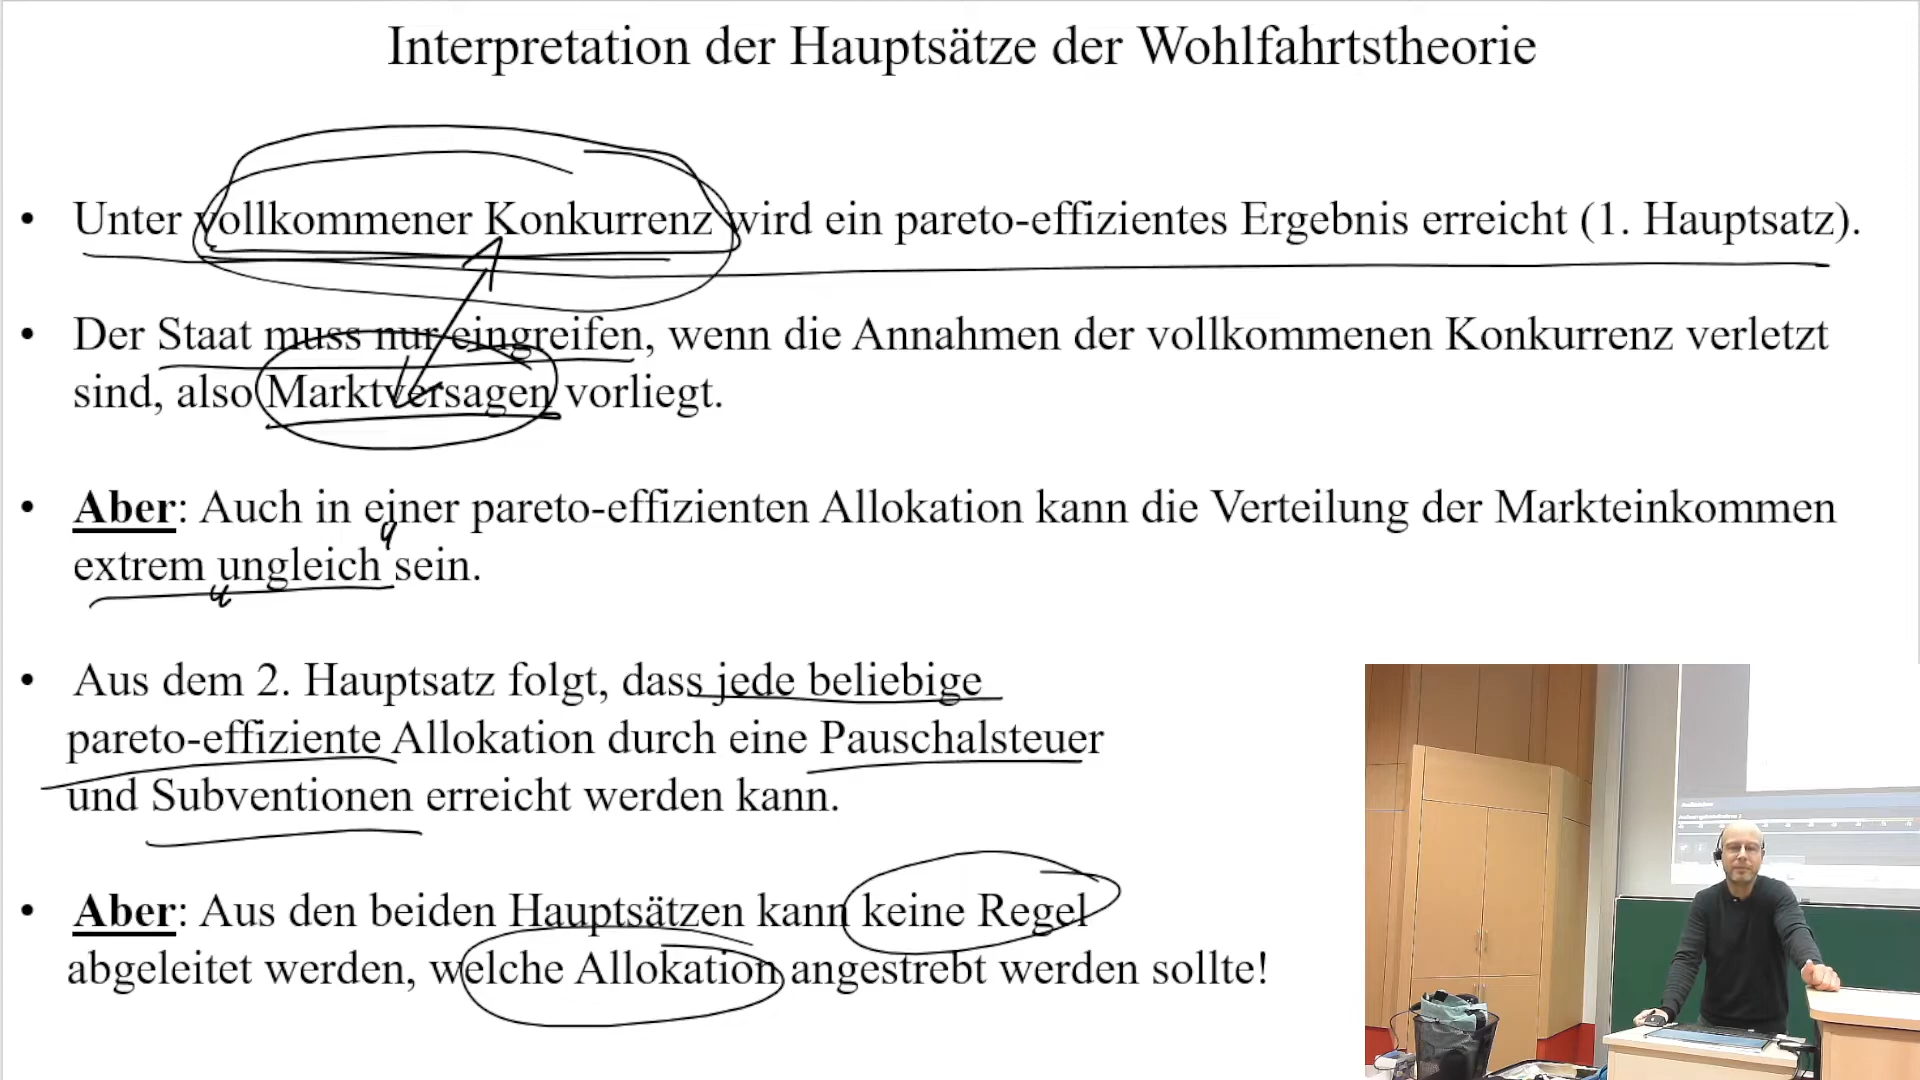 Interpretation der Hauptsätze der Wohlfahrtstheorie
• Unter vollkommener Konkurrenz wird ein pareto-effizientes Ergebnis erreicht (1. Hauptsatz).
• Der Staat muss nur eingreifen, wenn die Annahmen der vollkommenen Konkurrenz verletzt
sind, also Marktversagen vorliegt.
• Aber: Auch in einer pareto-effizienten Allokation kann die Verteilung der Markteinkommen
extrem ungleich sein.
• Aus dem 2. Hauptsatz folgt, dass jede beliebige
pareto-effiziente Allokation durch eine Pauschalsteuer
und Subventionen erreicht werden kann.
• Aber: Aus den beiden Hauptsätzen kann keine Regel
abgeleitet werden, welche Allokation angestrebt werden sollte!